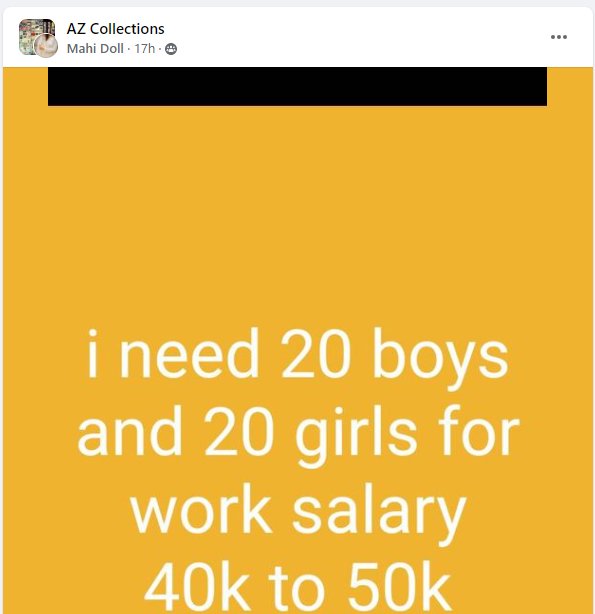 AZ Collections
Mahi Doll · 17h ·
i need 20 boys
and 20 girls for
work salary
40k to 50k